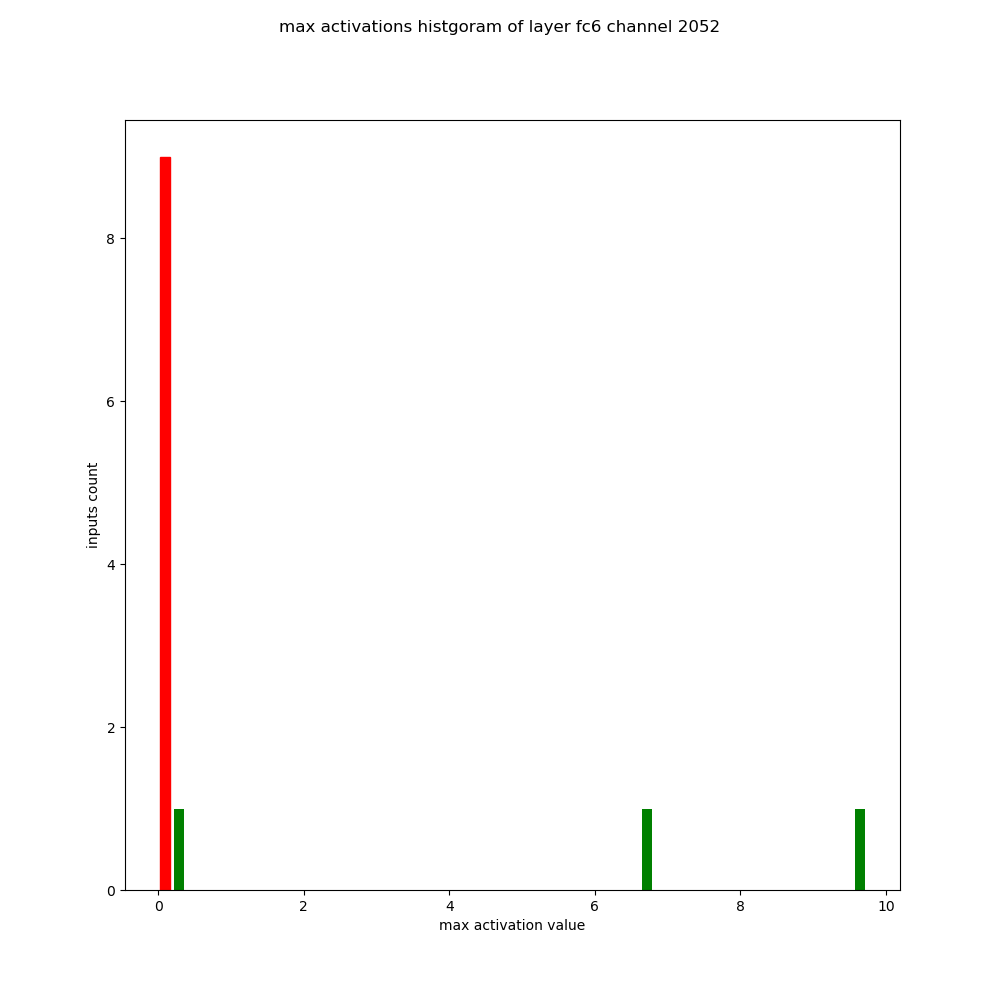 max activations histgoram of layer fc6 channel 2052
8
6
4
2
0
inputs count
0 2 4 6 8 10
max activation value